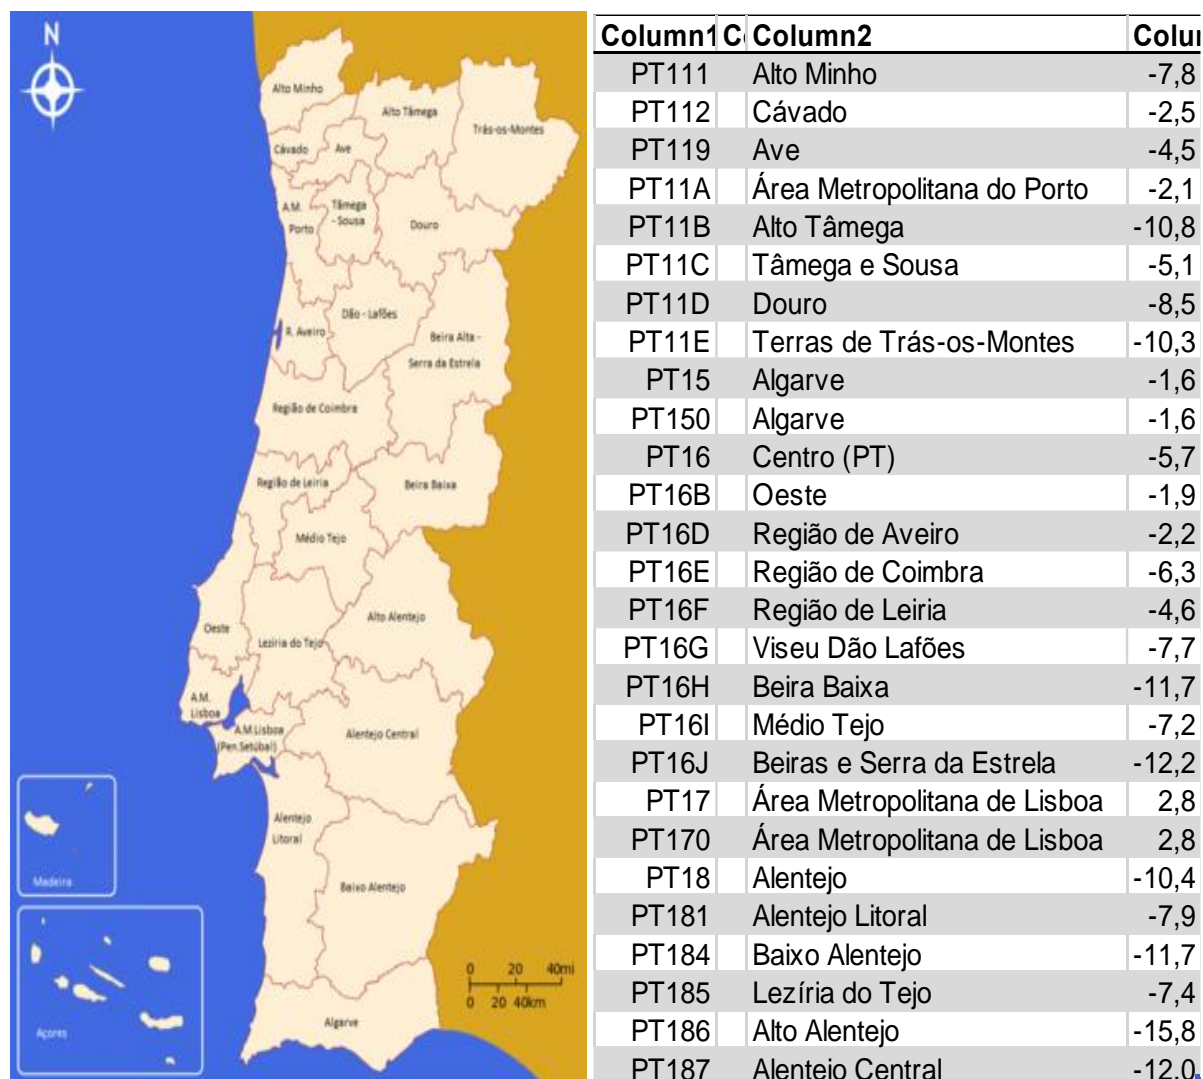 N
Alto Minho
Alto Tâmega
Trás-os-Montes
Cávado
Ave
A.M.
Porto
Tâmega
- Sousa
Douro
R. Aveiro
Dão - Lafões
Beira Alta -
Serra da Estrela
Região de Coimbra
Região de Leiria
Beira Baixa
Médio Tejo
Oeste
Lezíria do Tejo
Alto Alentejo
A.M.
Lisboa
A.M.Lisboa
(Pen.Setúbal)
Alentejo Central
Alentejo
Litoral
Baixo Alentejo
Algarve
Madeira
Açores
0 20 40mi
0 20 40km
Column1 C Column2 Colu
PT111 Alto Minho -7,8
PT112 Cávado -2,5
PT119 Ave -4,5
PT11A Área Metropolitana do Porto -2,1
PT11B Alto Tâmega -10,8
PT11C Tâmega e Sousa -5,1
PT11D Douro -8,5
PT11E Terras de Trás-os-Montes -10,3
PT15 Algarve -1,6
PT150 Algarve -1,6
PT16 Centro (PT) -5,7
PT16B Oeste -1,9
PT16D Região de Aveiro -2,2
PT16E Região de Coimbra -6,3
PT16F Região de Leiria -4,6
PT16G Viseu Dão Lafões -7,7
PT16H Beira Baixa -11,7
PT16I Médio Tejo -7,2
PT16J Beiras e Serra da Estrela -12,2
PT17 Área Metropolitana de Lisboa 2,8
PT170 Área Metropolitana de Lisboa 2,8
PT18 Alentejo -10,4
PT181 Alentejo Litoral -7,9
PT184 Baixo Alentejo -11,7
PT185 Lezíria do Tejo -7,4
PT186 Alto Alentejo -15,8
PT187 Alentejo Central -12,0